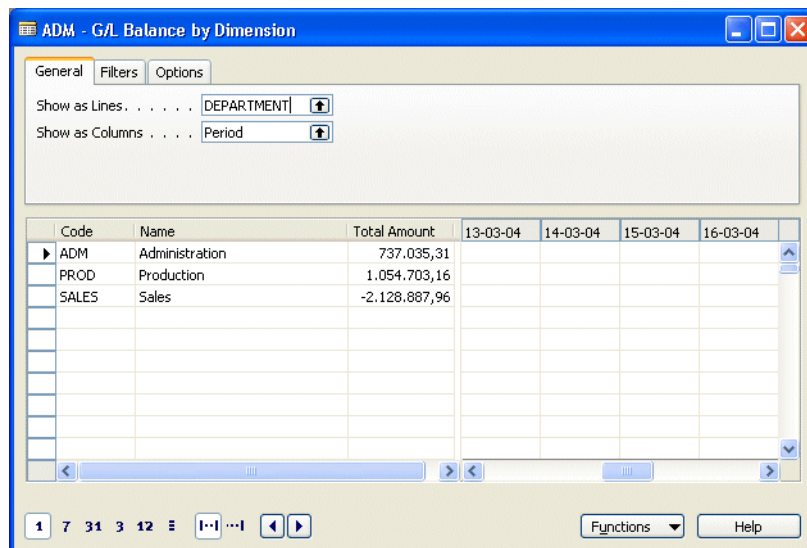 ADM - G/L Balance by Dimension
General Filters Options
Show as Lines. . . . . . DEPARTMENT
Show as Columns . . . . Period
Code Name Total Amount 13-03-04 14-03-04 15-03-04 16-03-04
ADM Administration 737.035,31
PROD Production 1.054.703,16
SALES Sales -2.128.887,96
1 7 31 3 12 Functions Help